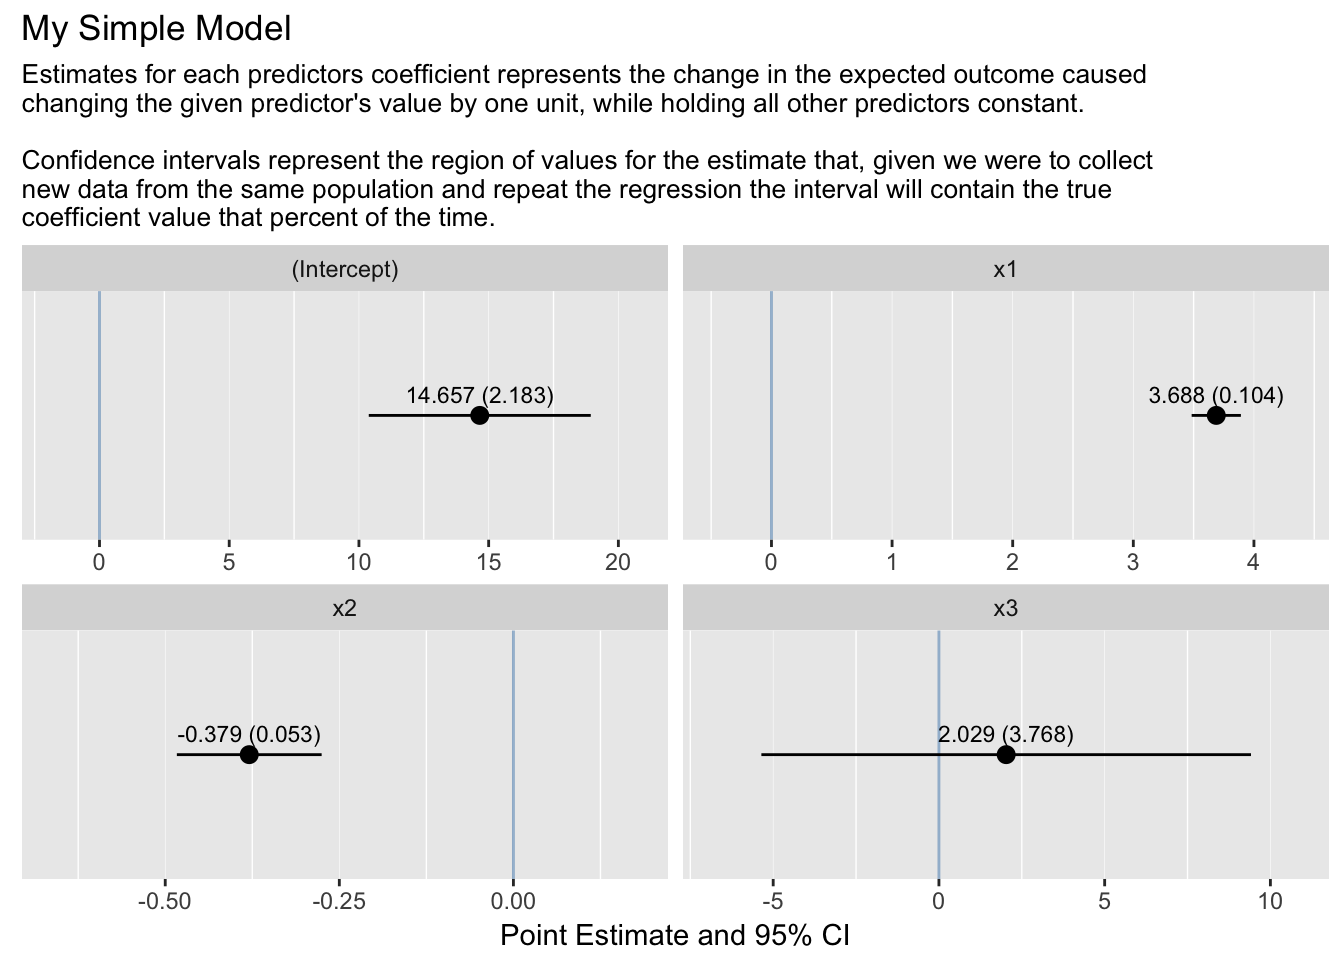 My Simple Model
Estimates for each predictors coefficient represents the change in the expected outcome caused
changing the given predictor's value by one unit, while holding all other predictors constant.
Confidence intervals represent the region of values for the estimate that, given we were to collect
new data from the same population and repeat the regression the interval will contain the true
coefficient value that percent of the time.
(Intercept)
14.657 (2.183)
0 5 10 15 20
x1
3.688 (0.104)
0 1 2 3 4
x2
-0.379 (0.053)
-0.50 -0.25 0.00
x3
2.029 (3.768)
-5 0 5 10
Point Estimate and 95% CI